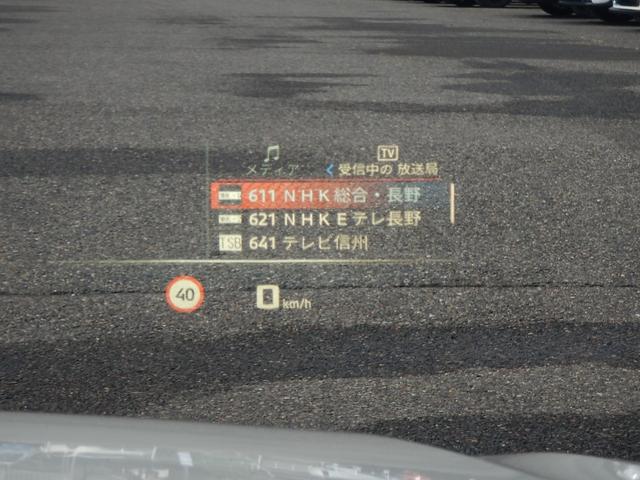 TV
メディア
受信中の 放送局
611 NHK総合・長野
621 NHKEテレ長野
TSB 641 テレビ信州
40
0 km/h